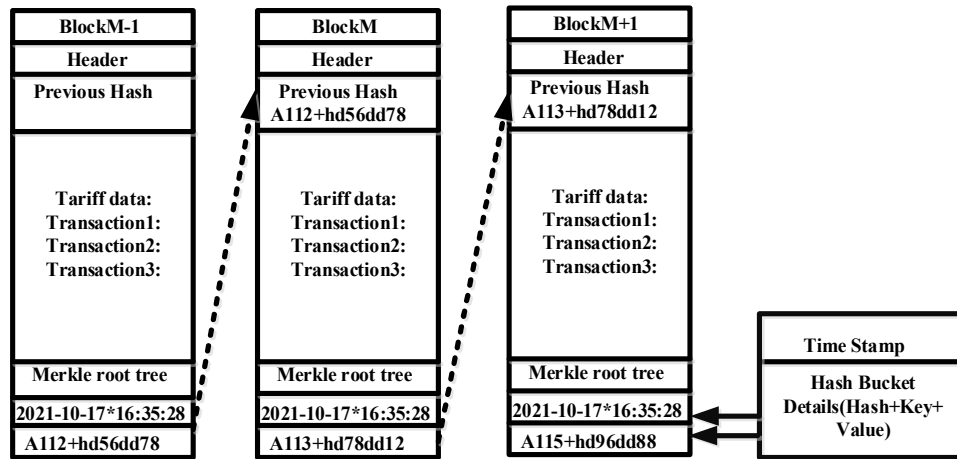 BlockM-1
Header
Previous Hash
Tariff data:
Transaction1:
Transaction2:
Transaction3:
Merkle root tree
2021-10-17*16:35:28
A112+hd56dd78
BlockM
Header
Previous Hash
A112+hd56dd78
Tariff data:
Transaction1:
Transaction2:
Transaction3:
Merkle root tree
2021-10-17*16:35:28
A113+hd78dd12
BlockM+1
Header
Previous Hash
A113+hd78dd12
Tariff data:
Transaction1:
Transaction2:
Transaction3:
Merkle root tree
2021-10-17*16:35:28
A115+hd96dd88
Time Stamp
Hash Bucket
Details(Hash+Key+
Value)